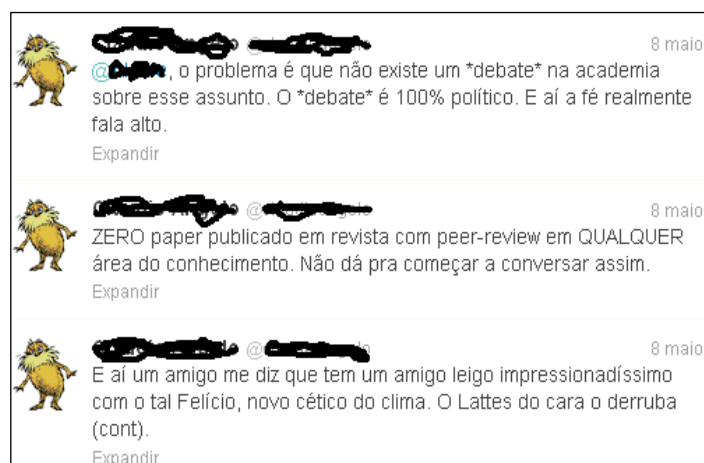 8 maio
@, o problema é que não existe um *debate* na academia
sobre esse assunto. O *debate* é 100% político. E aí a fé realmente
fala alto.
Expandir
@
8 maio
ZERO paper publicado em revista com peer-review em QUALQUER
área do conhecimento. Não dá pra começar a conversar assim.
Expandir
@
8 maio
E aí um amigo me diz que tem um amigo leigo impressionadíssimo
com o tal Felício, novo cético do clima. O Lattes do cara o derruba
(cont).
Expandir